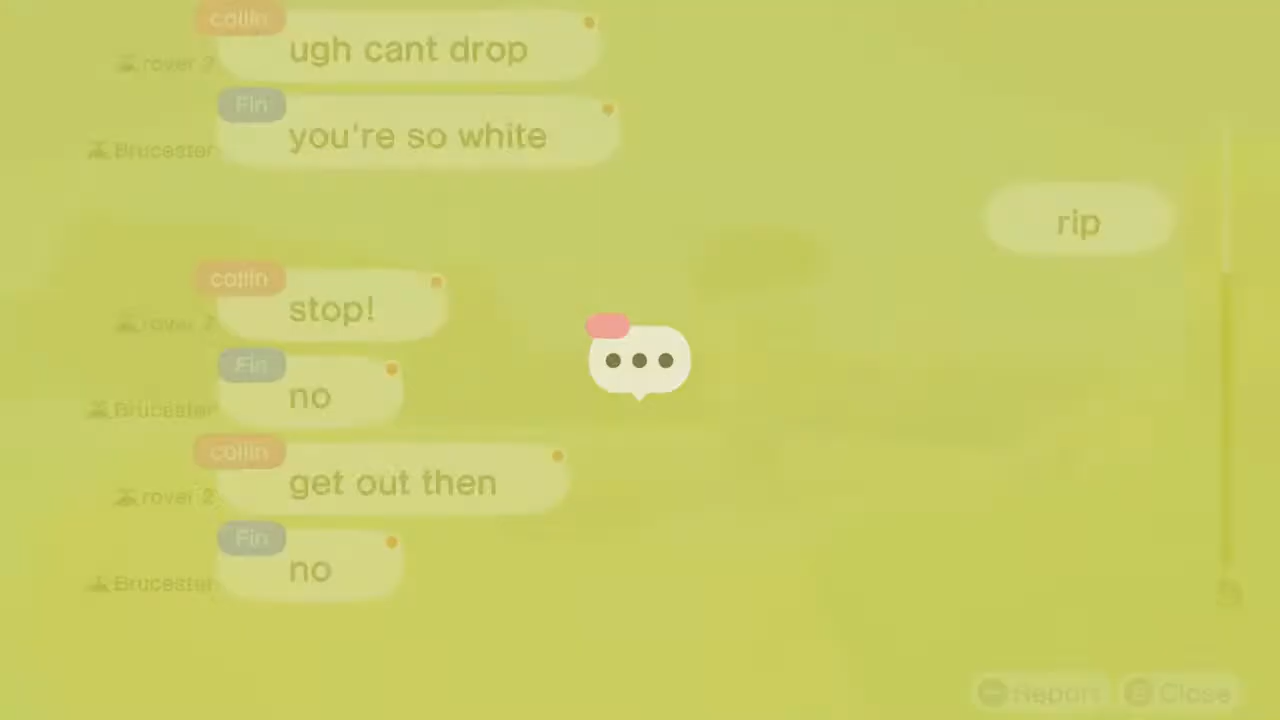 collin
ugh cant drop
rover 2
Fin
you're so white
Brucester
rip
collin
stop!
rover 2
Fin
no
Brucester
collin
get out then
rover 2
Fin
no
Brucester
Report
Close